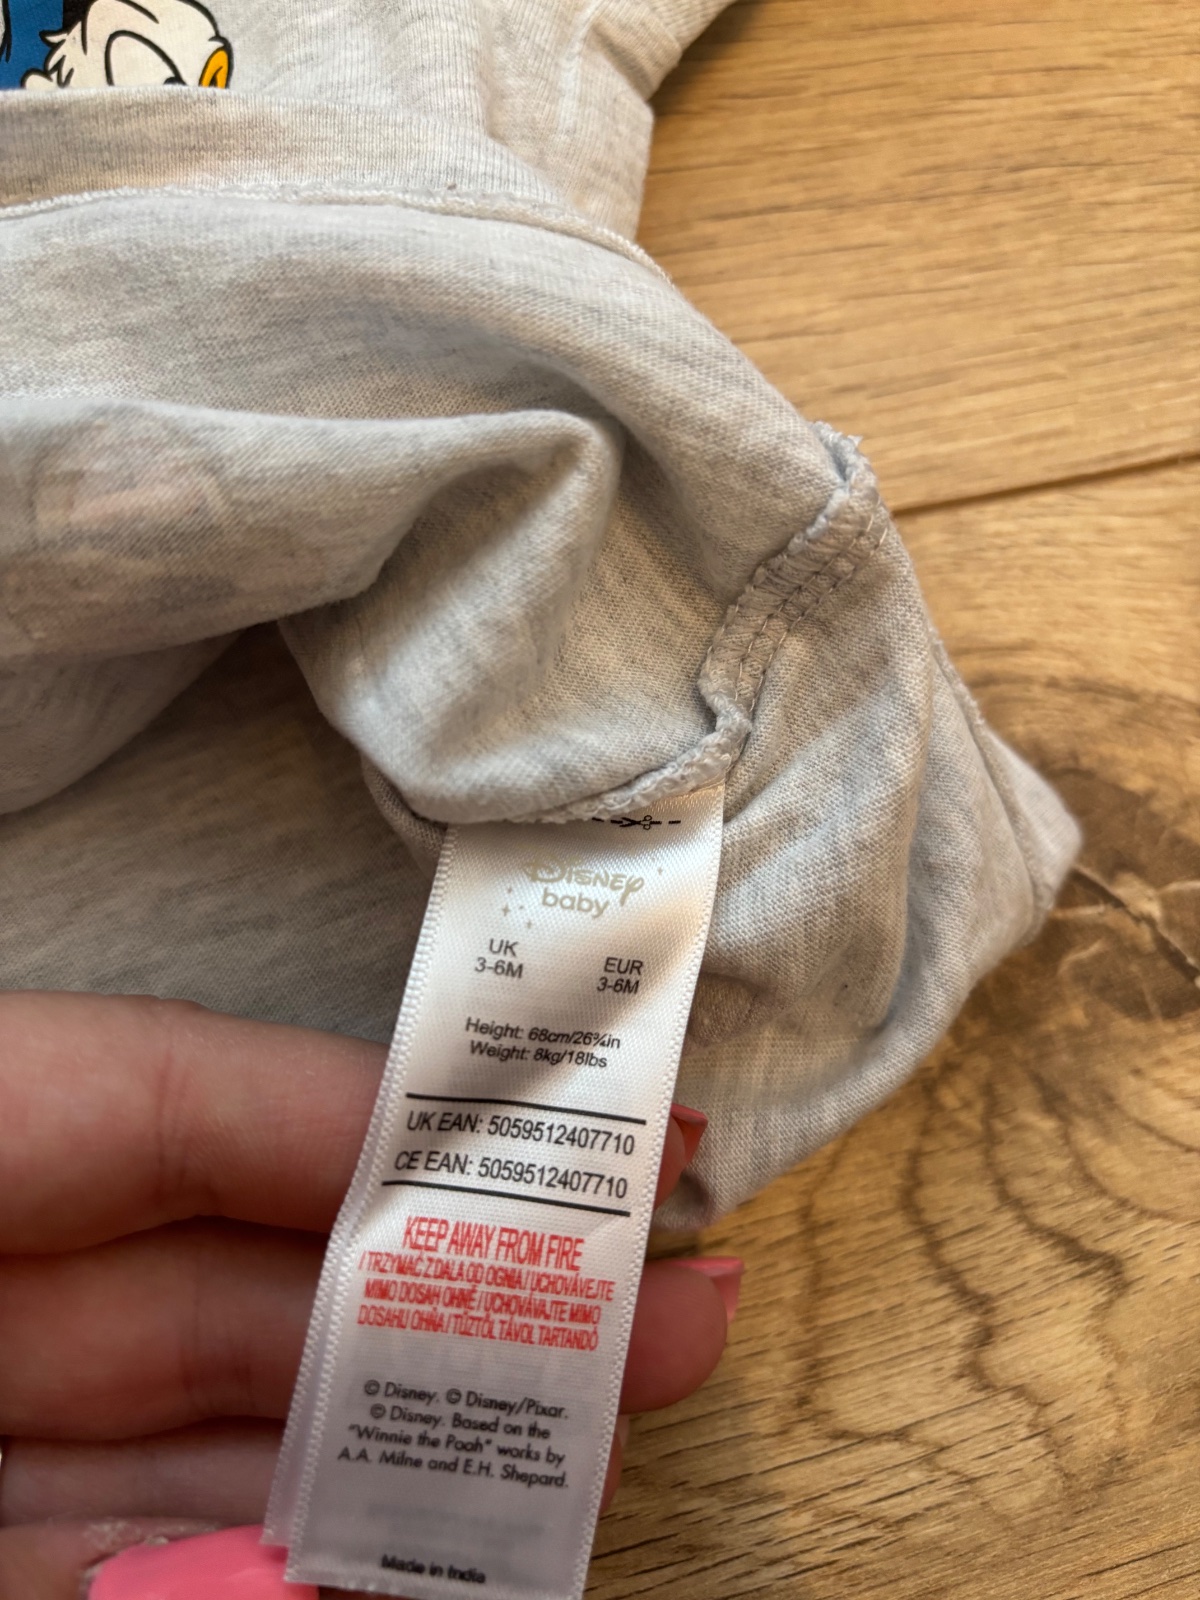 Disney
baby
UK
3-6M
EUR
3-6M
Height: 68cm/26¾in
Weight: 8kg/18lbs
UK EAN: 5059512407710
CE EAN: 5059512407710
KEEP AWAY FROM FIRE
/ TRZYMAĆ Z DALA OD OGNIA / UCHOVÁVEJTE
MIMO DOSAH OHNĚ / UCHOVÁVAJTE MIMO
DOSAHU OHŇA / TŰZTŐL TÁVOL TARTANDÓ
© Disney. © Disney/Pixar.
© Disney. Based on the
"Winnie the Pooh" works by
A.A. Milne and E.H. Shepard.
Made in India